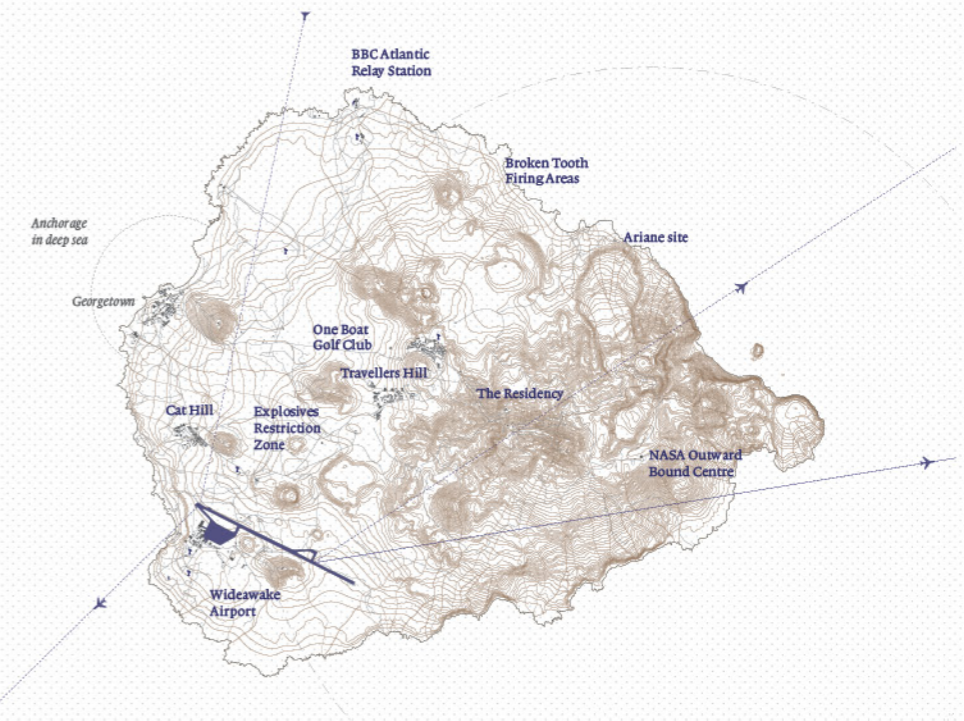 BBC Atlantic
Relay Station
Broken Tooth
Firing Areas
Anchorage
in deep sea
Ariane site
Georgetown
One Boat
Golf Club
Travellers Hill
The Residency
Cat Hill
Explosives
Restriction
Zone
NASA Outward
Bound Centre
Wideawake
Airport